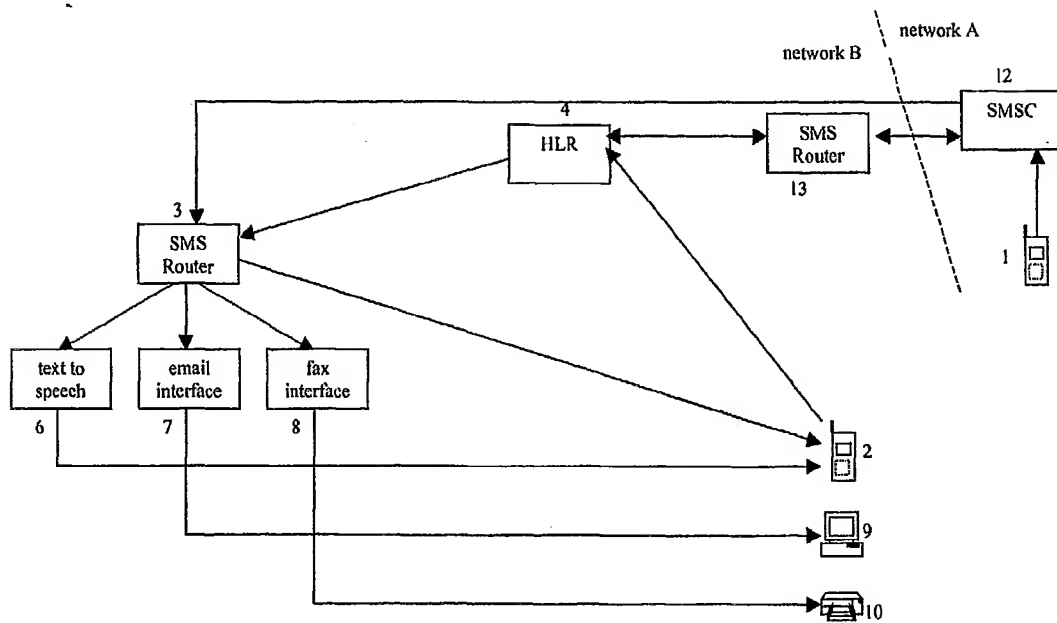 network A
network B
12
SMSC
4
HLR
SMS
Router
13
1
3
SMS
Router
text to
speech
email
interface
fax
interface
6
7
8
2
9
10